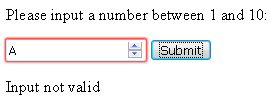 Please input a number between 1 and 10:
A
Submit
Input not valid